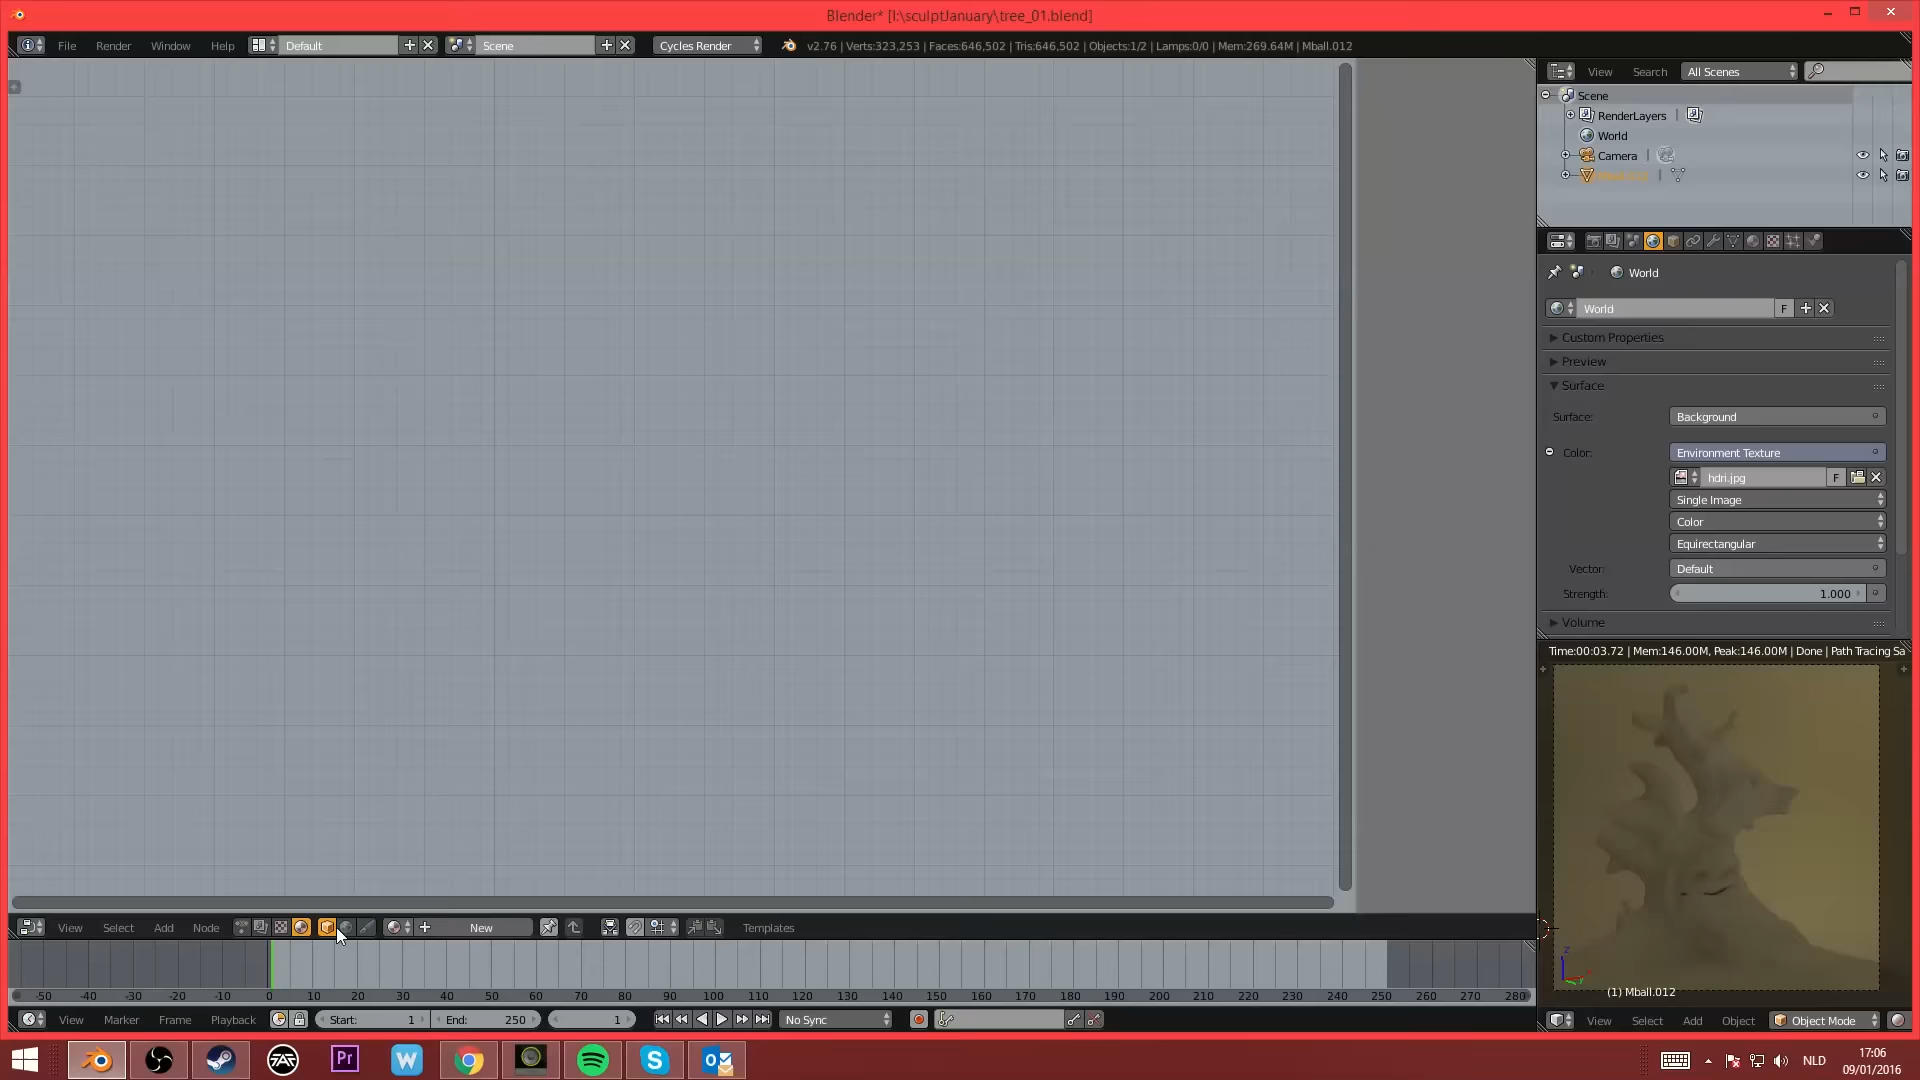 Blender* [I:\sculptJanuary\tree_01.blend]
File Render Window Help Default Scene Cycles Render v2.76 | Verts:323,253 | Faces:646,502 | Tris:646,502 | Objects:1/2 | Lamps:0/0 | Mem:269.64M | Mball.012
View Search All Scenes
Scene
RenderLayers |
World
Camera |
World
World F
Custom Properties
Preview
Surface
Surface: Background
Color: Environment Texture
hdri.jpg F
Single Image
Color
Equirectangular
Vector: Default
Strength: 1.000
Volume
Time:00:03.72 | Mem:146.00M, Peak:146.00M | Done | Path Tracing Sa
(1) Mball.012
View Select Add Object Object Mode
View Select Add Node New Templates
-50 -40 -30 -20 -10 0 10 20 30 40 50 60 70 80 90 100 110 120 130 140 150 160 170 180 190 200 210 220 230 240 250 260 270 280
View Marker Frame Playback Start: 1 End: 250 1 No Sync
Pr W S NLD 17:06
09/01/2016